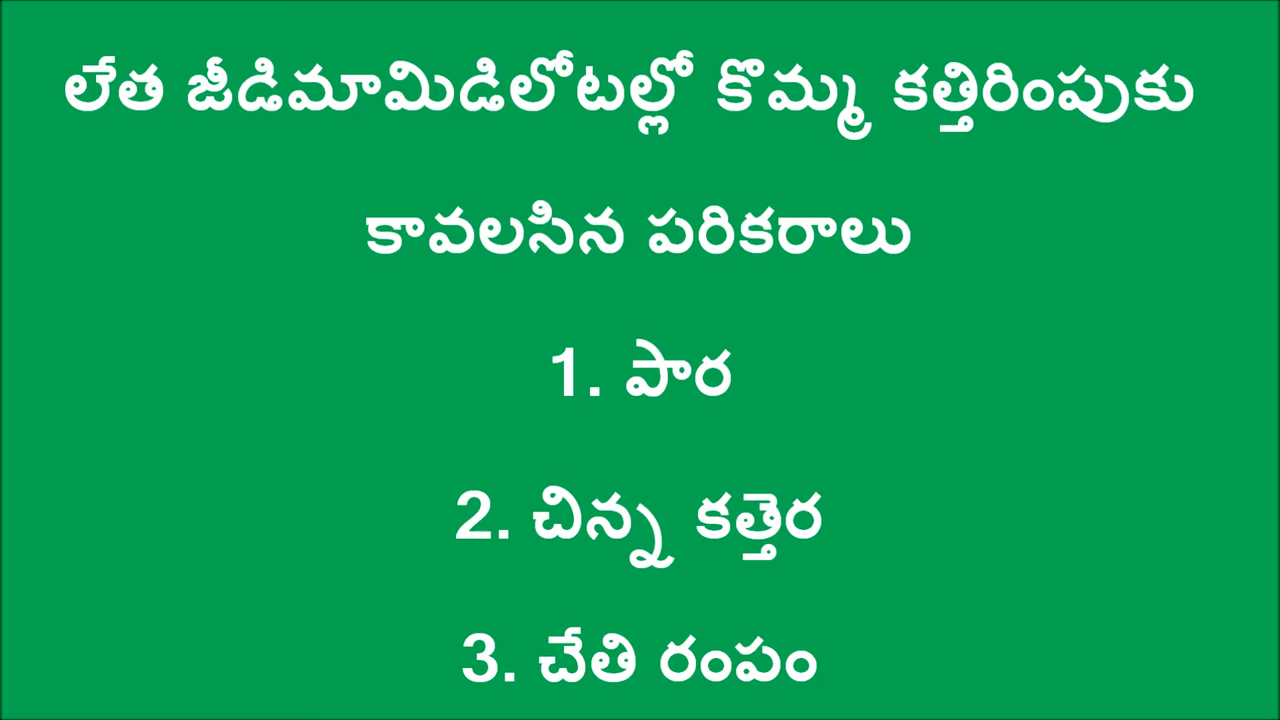 లేత జీడిమామిడిలోటల్లో కొమ్మ కత్తిరింపుకు
కావలసిన పరికరాలు
1. పార
2. చిన్న కత్తెర
3. చేతి రంపం